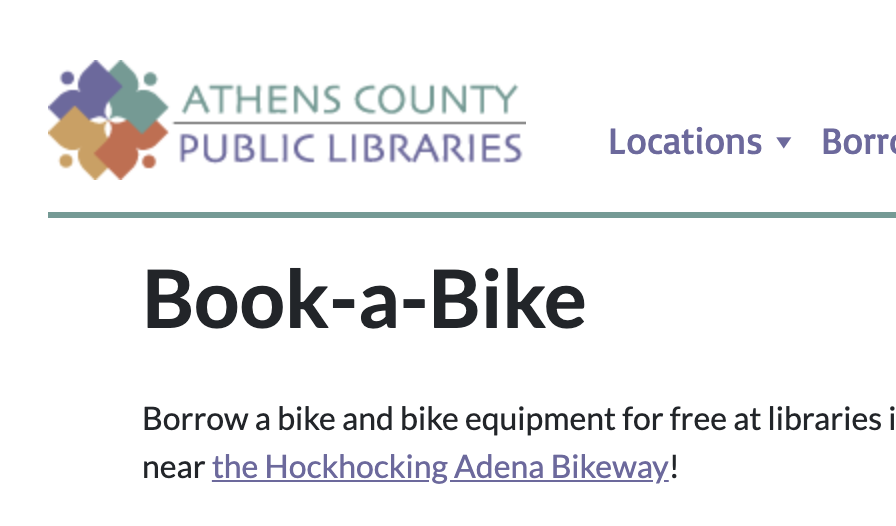 ATHENS COUNTY
PUBLIC LIBRARIES
Locations ▼
Book-a-Bike
Borrow a bike and bike equipment for free at libraries
near the Hockhocking Adena Bikeway!